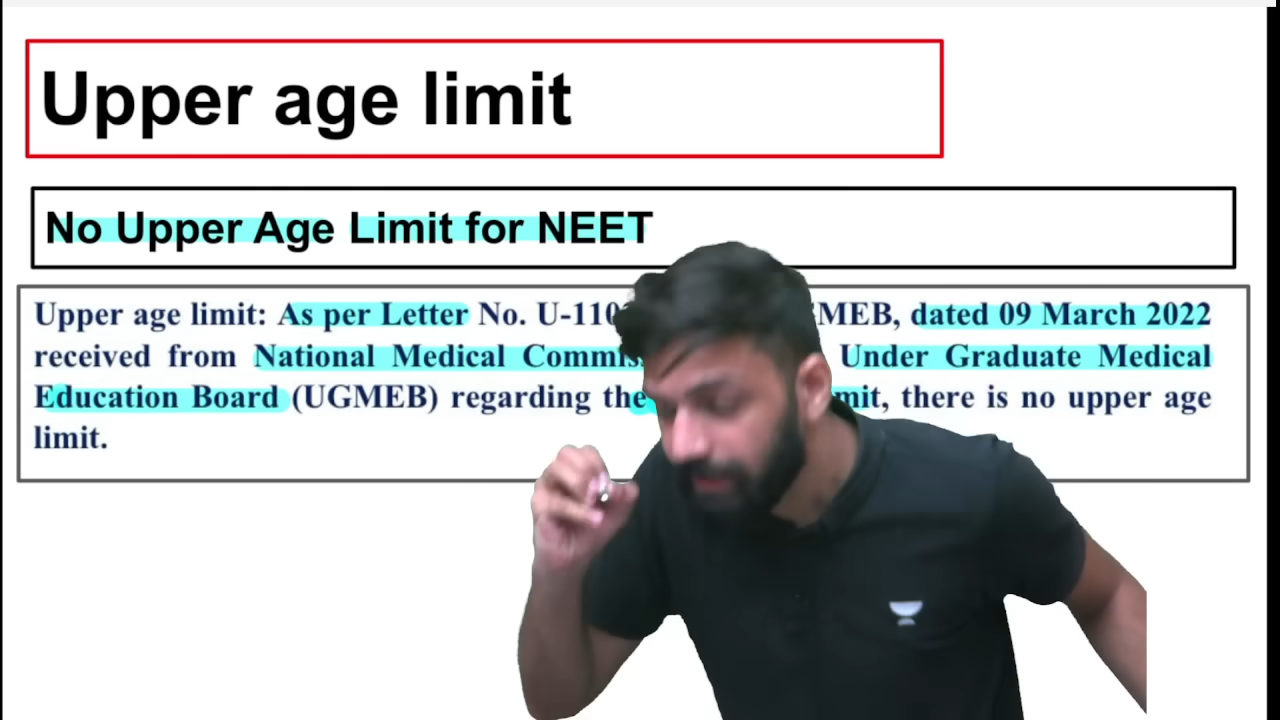 Upper age limit
No Upper Age Limit for NEET
Upper age limit: As per Letter No. U-110 MEB, dated 09 March 2022
received from National Medical Under Graduate Medical
Education Board (UGMEB) regarding the there is no upper age
limit.